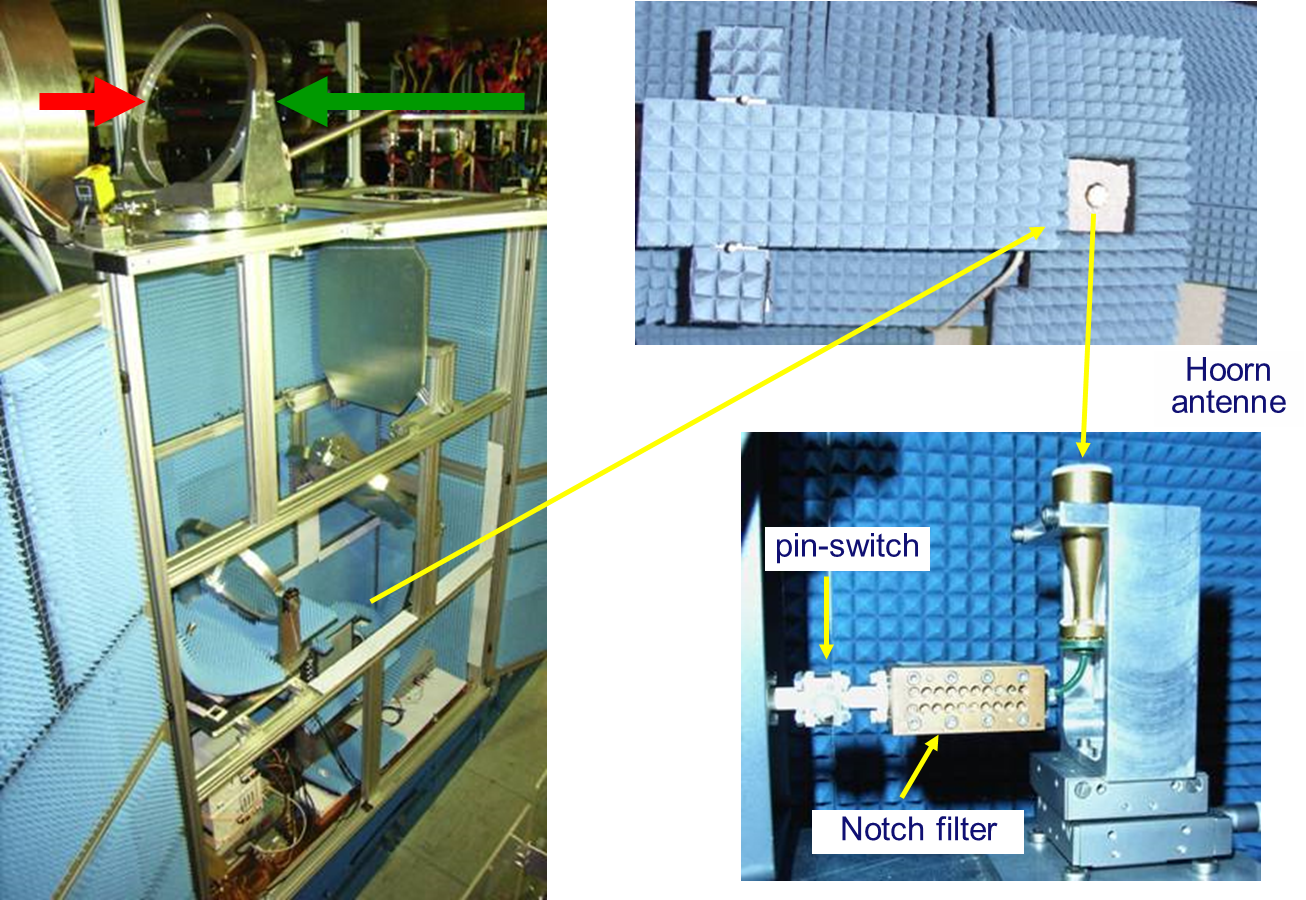 Hoorn
antenne
pin-switch
Notch filter